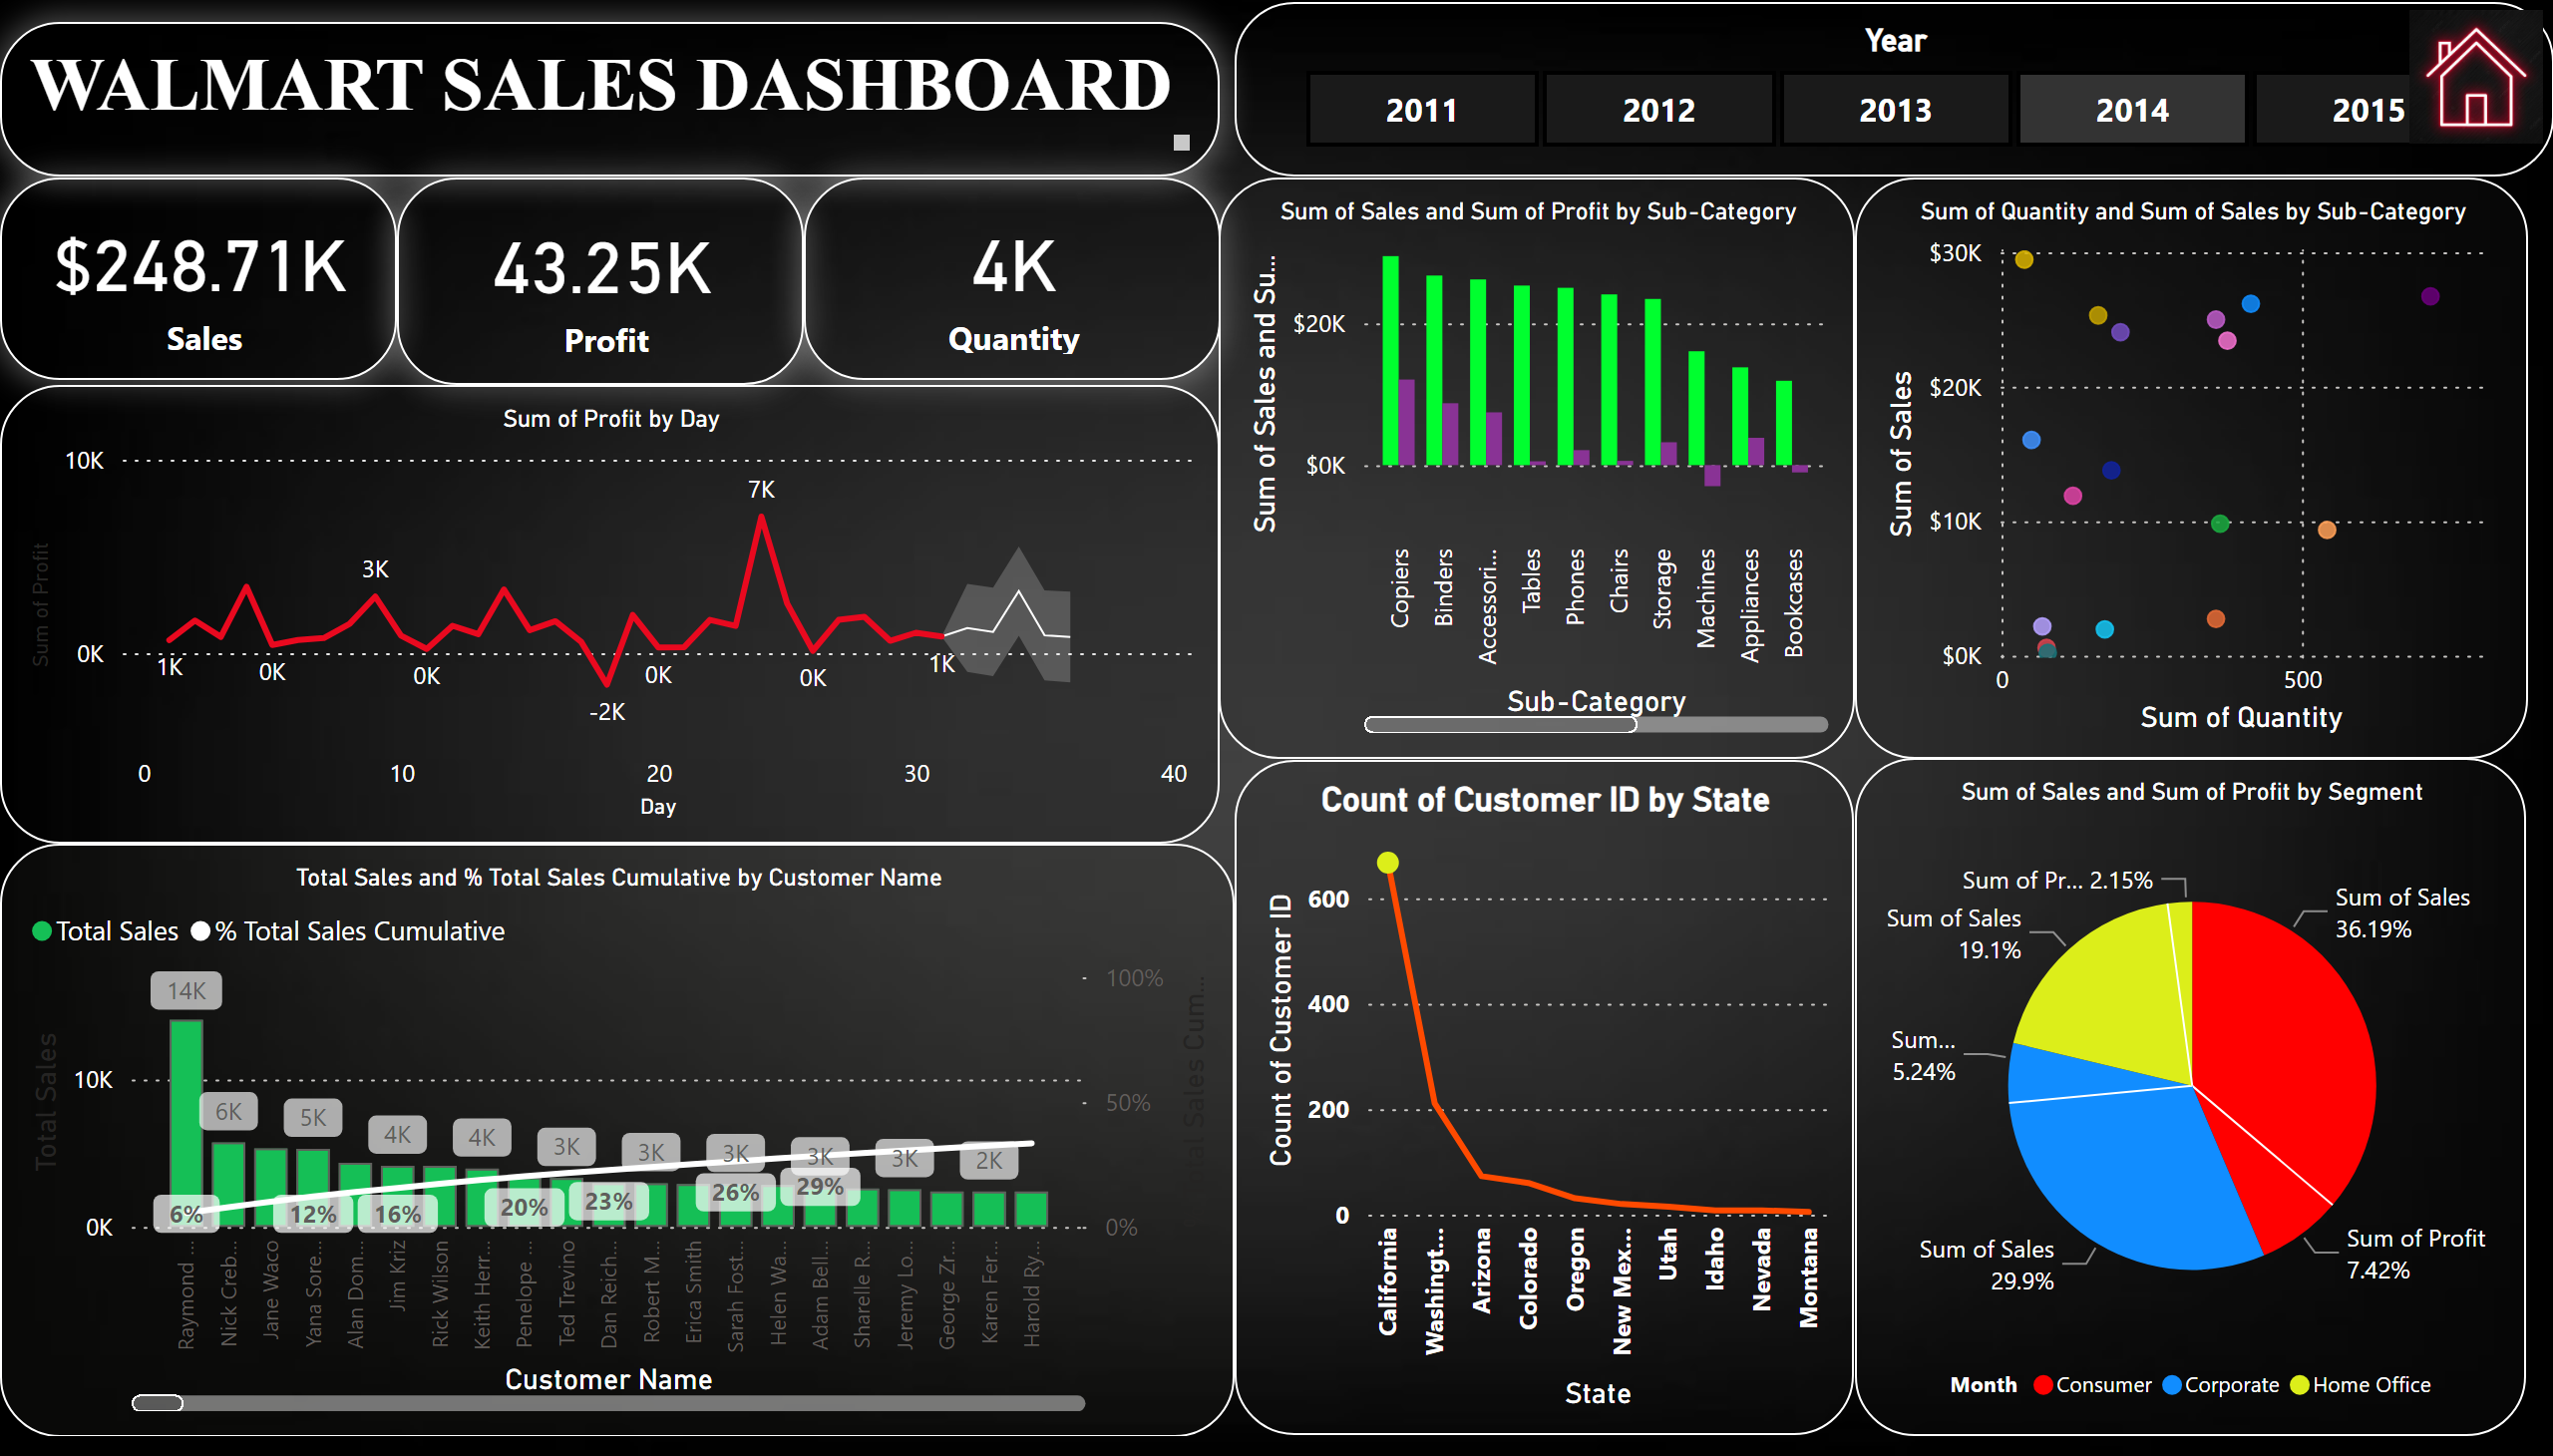 WALMART SALES DASHBOARD
Year
2011 2012 2013 2014 2015
$248.71K
Sales
43.25K
Profit
4K
Quantity
Sum of Profit by Day
Sum of Profit
10K
0K
7K
3K
1K
0K
0K
-2K
0K
0K
1K
0 10 20 30 40
Day
Sum of Sales and Sum of Profit by Sub-Category
Sum of Sales and Su...
$20K
$0K
Copiers
Binders
Accessori...
Tables
Phones
Chairs
Storage
Machines
Appliances
Bookcases
Sub-Category
Sum of Quantity and Sum of Sales by Sub-Category
Sum of Sales
$30K
$20K
$10K
$0K
0 500
Sum of Quantity
Total Sales and % Total Sales Cumulative by Customer Name
Total Sales % Total Sales Cumulative
Total Sales
10K
0K
14K
6K
5K
4K
4K
3K
3K
3K
3K
3K
2K
6%
12%
16%
20%
23%
26%
29%
100%
50%
0%
al Sales Cum...
Raymond ...
Nick Creb...
Jane Waco
Yana Sore...
Alan Dom...
Jim Kriz
Rick Wilson
Keith Herr...
Penelope ...
Ted Trevino
Dan Reich...
Robert M...
Erica Smith
Sarah Fost...
Helen Wa...
Adam Bell...
Sharelle R...
Jeremy Lo...
George Zr...
Karen Fer...
Harold Ry...
Customer Name
Count of Customer ID by State
Count of Customer ID
600
400
200
0
California
Washingt...
Arizona
Colorado
Oregon
New Mex...
Utah
Idaho
Nevada
Montana
State
Sum of Sales and Sum of Profit by Segment
Sum of Pr... 2.15%
Sum of Sales
19.1%
Sum...
5.24%
Sum of Sales
29.9%
Sum of Sales
36.19%
Sum of Profit
7.42%
Month Consumer Corporate Home Office